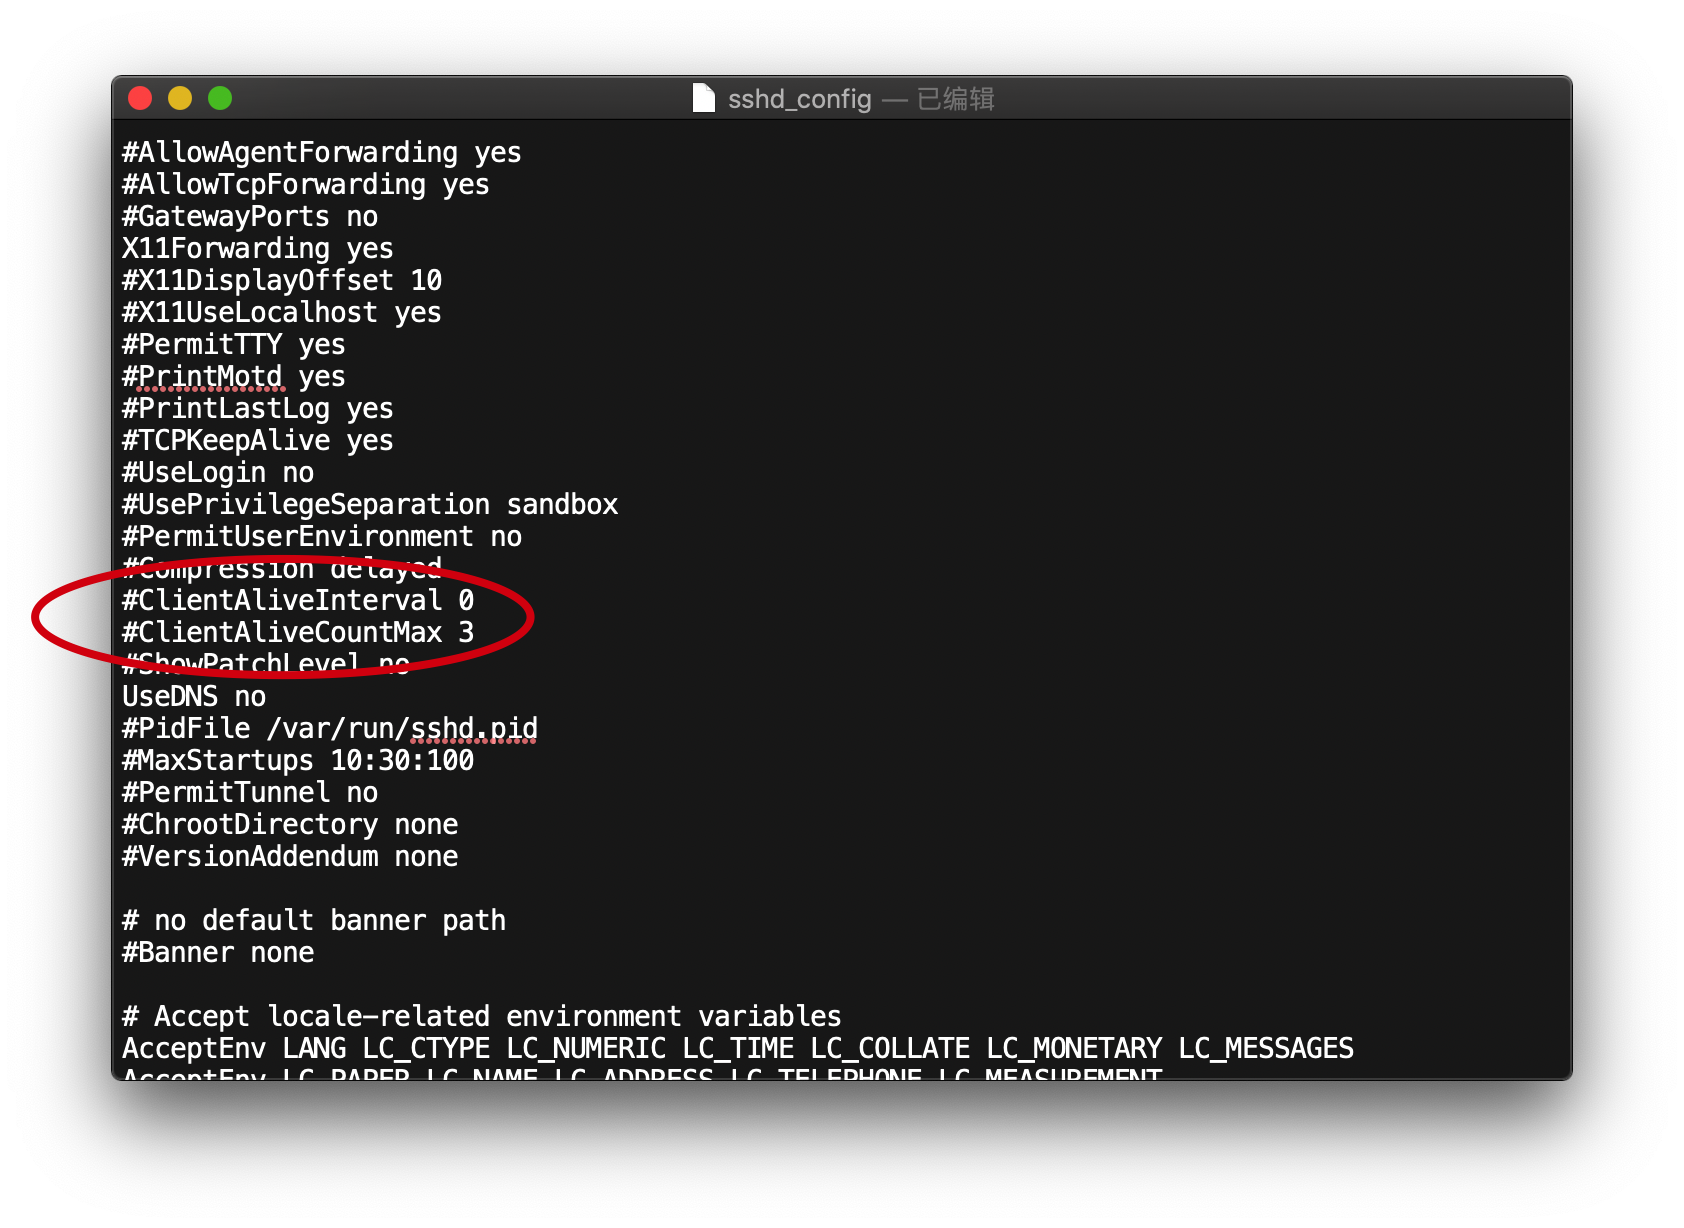 sshd_config — 已编辑
#AllowAgentForwarding yes
#AllowTcpForwarding yes
#GatewayPorts no
X11Forwarding yes
#X11DisplayOffset 10
#X11UseLocalhost yes
#PermitTTY yes
#PrintMotd yes
#PrintLastLog yes
#TCPKeepAlive yes
#UseLogin no
#UsePrivilegeSeparation sandbox
#PermitUserEnvironment no
#Compression delayed
#ClientAliveInterval 0
#ClientAliveCountMax 3
#ShowPatchLevel no
UseDNS no
#PidFile /var/run/sshd.pid
#MaxStartups 10:30:100
#PermitTunnel no
#ChrootDirectory none
#VersionAddendum none
# no default banner path
#Banner none
# Accept locale-related environment variables
AcceptEnv LANG LC_CTYPE LC_NUMERIC LC_TIME LC_COLLATE LC_MONETARY LC_MESSAGES
AcceptEnv LC_PAPER LC_NAME LC_ADDRESS LC_TELEPHONE LC_MEASUREMENT